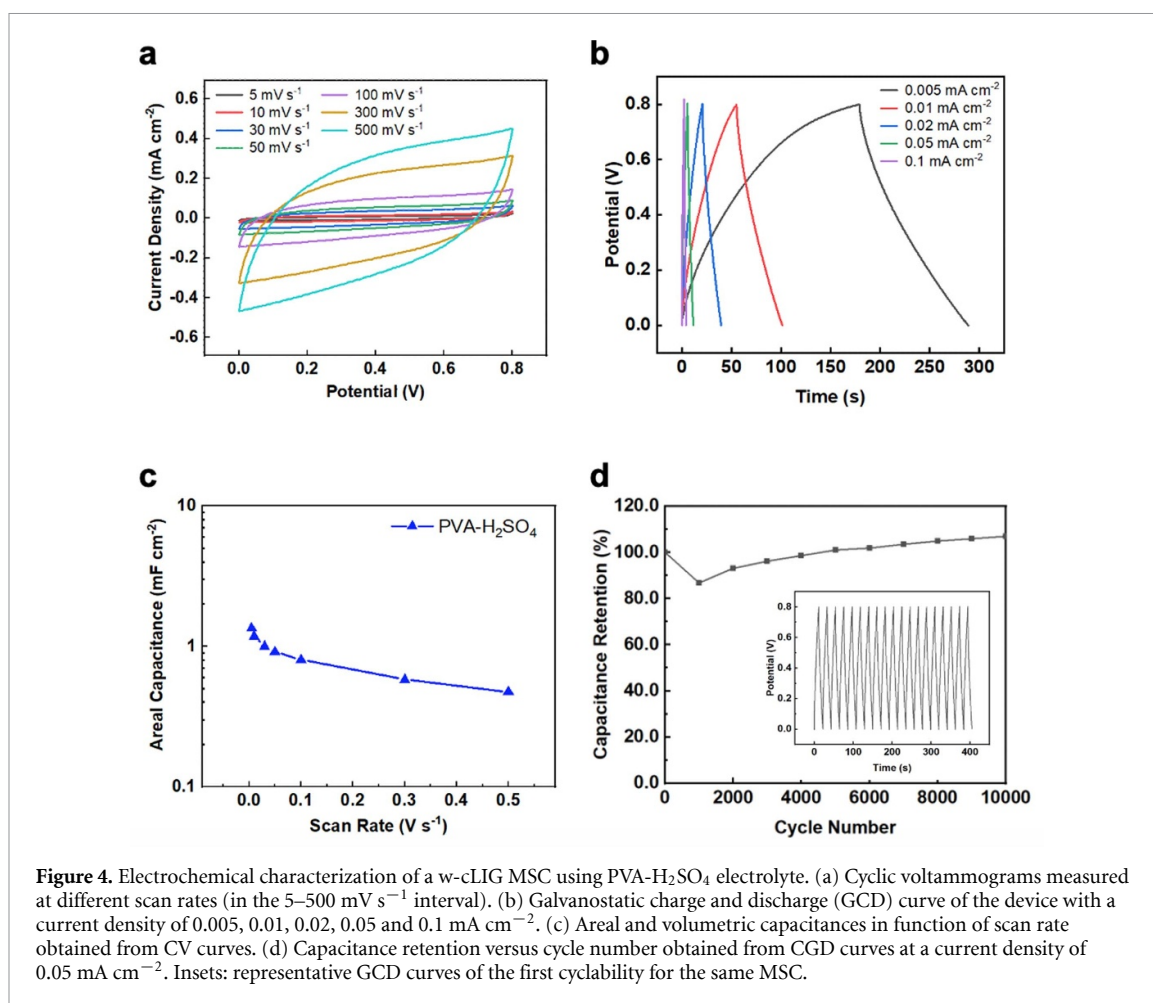 a
0.6
0.4
0.2
0.0
-0.2
-0.4
-0.6
Current Density (mA cm⁻²)
5 mV s⁻¹
10 mV s⁻¹
30 mV s⁻¹
50 mV s⁻¹
100 mV s⁻¹
300 mV s⁻¹
500 mV s⁻¹
0.0 0.2 0.4 0.6 0.8
Potential (V)
b
0.8
0.6
0.4
0.2
0.0
Potential (V)
0.005 mA cm⁻²
0.01 mA cm⁻²
0.02 mA cm⁻²
0.05 mA cm⁻²
0.1 mA cm⁻²
0 50 100 150 200 250 300
Time (s)
c
10
1
0.1
Areal Capacitance (mF cm⁻²)
PVA-H₂SO₄
0.0 0.1 0.2 0.3 0.4 0.5
Scan Rate (V s⁻¹)
d
120.0
100.0
80.0
60.0
40.0
20.0
0.0
Capacitance Retention (%)
0.8
0.6
0.4
0.2
0.0
Potential (V)
0 100 200 300 400
Time (s)
0 2000 4000 6000 8000 10000
Cycle Number
Figure 4. Electrochemical characterization of a w-cLIG MSC using PVA-H₂SO₄ electrolyte. (a) Cyclic voltammograms measured
at different scan rates (in the 5–500 mV s⁻¹ interval). (b) Galvanostatic charge and discharge (GCD) curve of the device with a
current density of 0.005, 0.01, 0.02, 0.05 and 0.1 mA cm⁻². (c) Areal and volumetric capacitances in function of scan rate
obtained from CV curves. (d) Capacitance retention versus cycle number obtained from CGD curves at a current density of
0.05 mA cm⁻². Insets: representative GCD curves of the first cyclability for the same MSC.